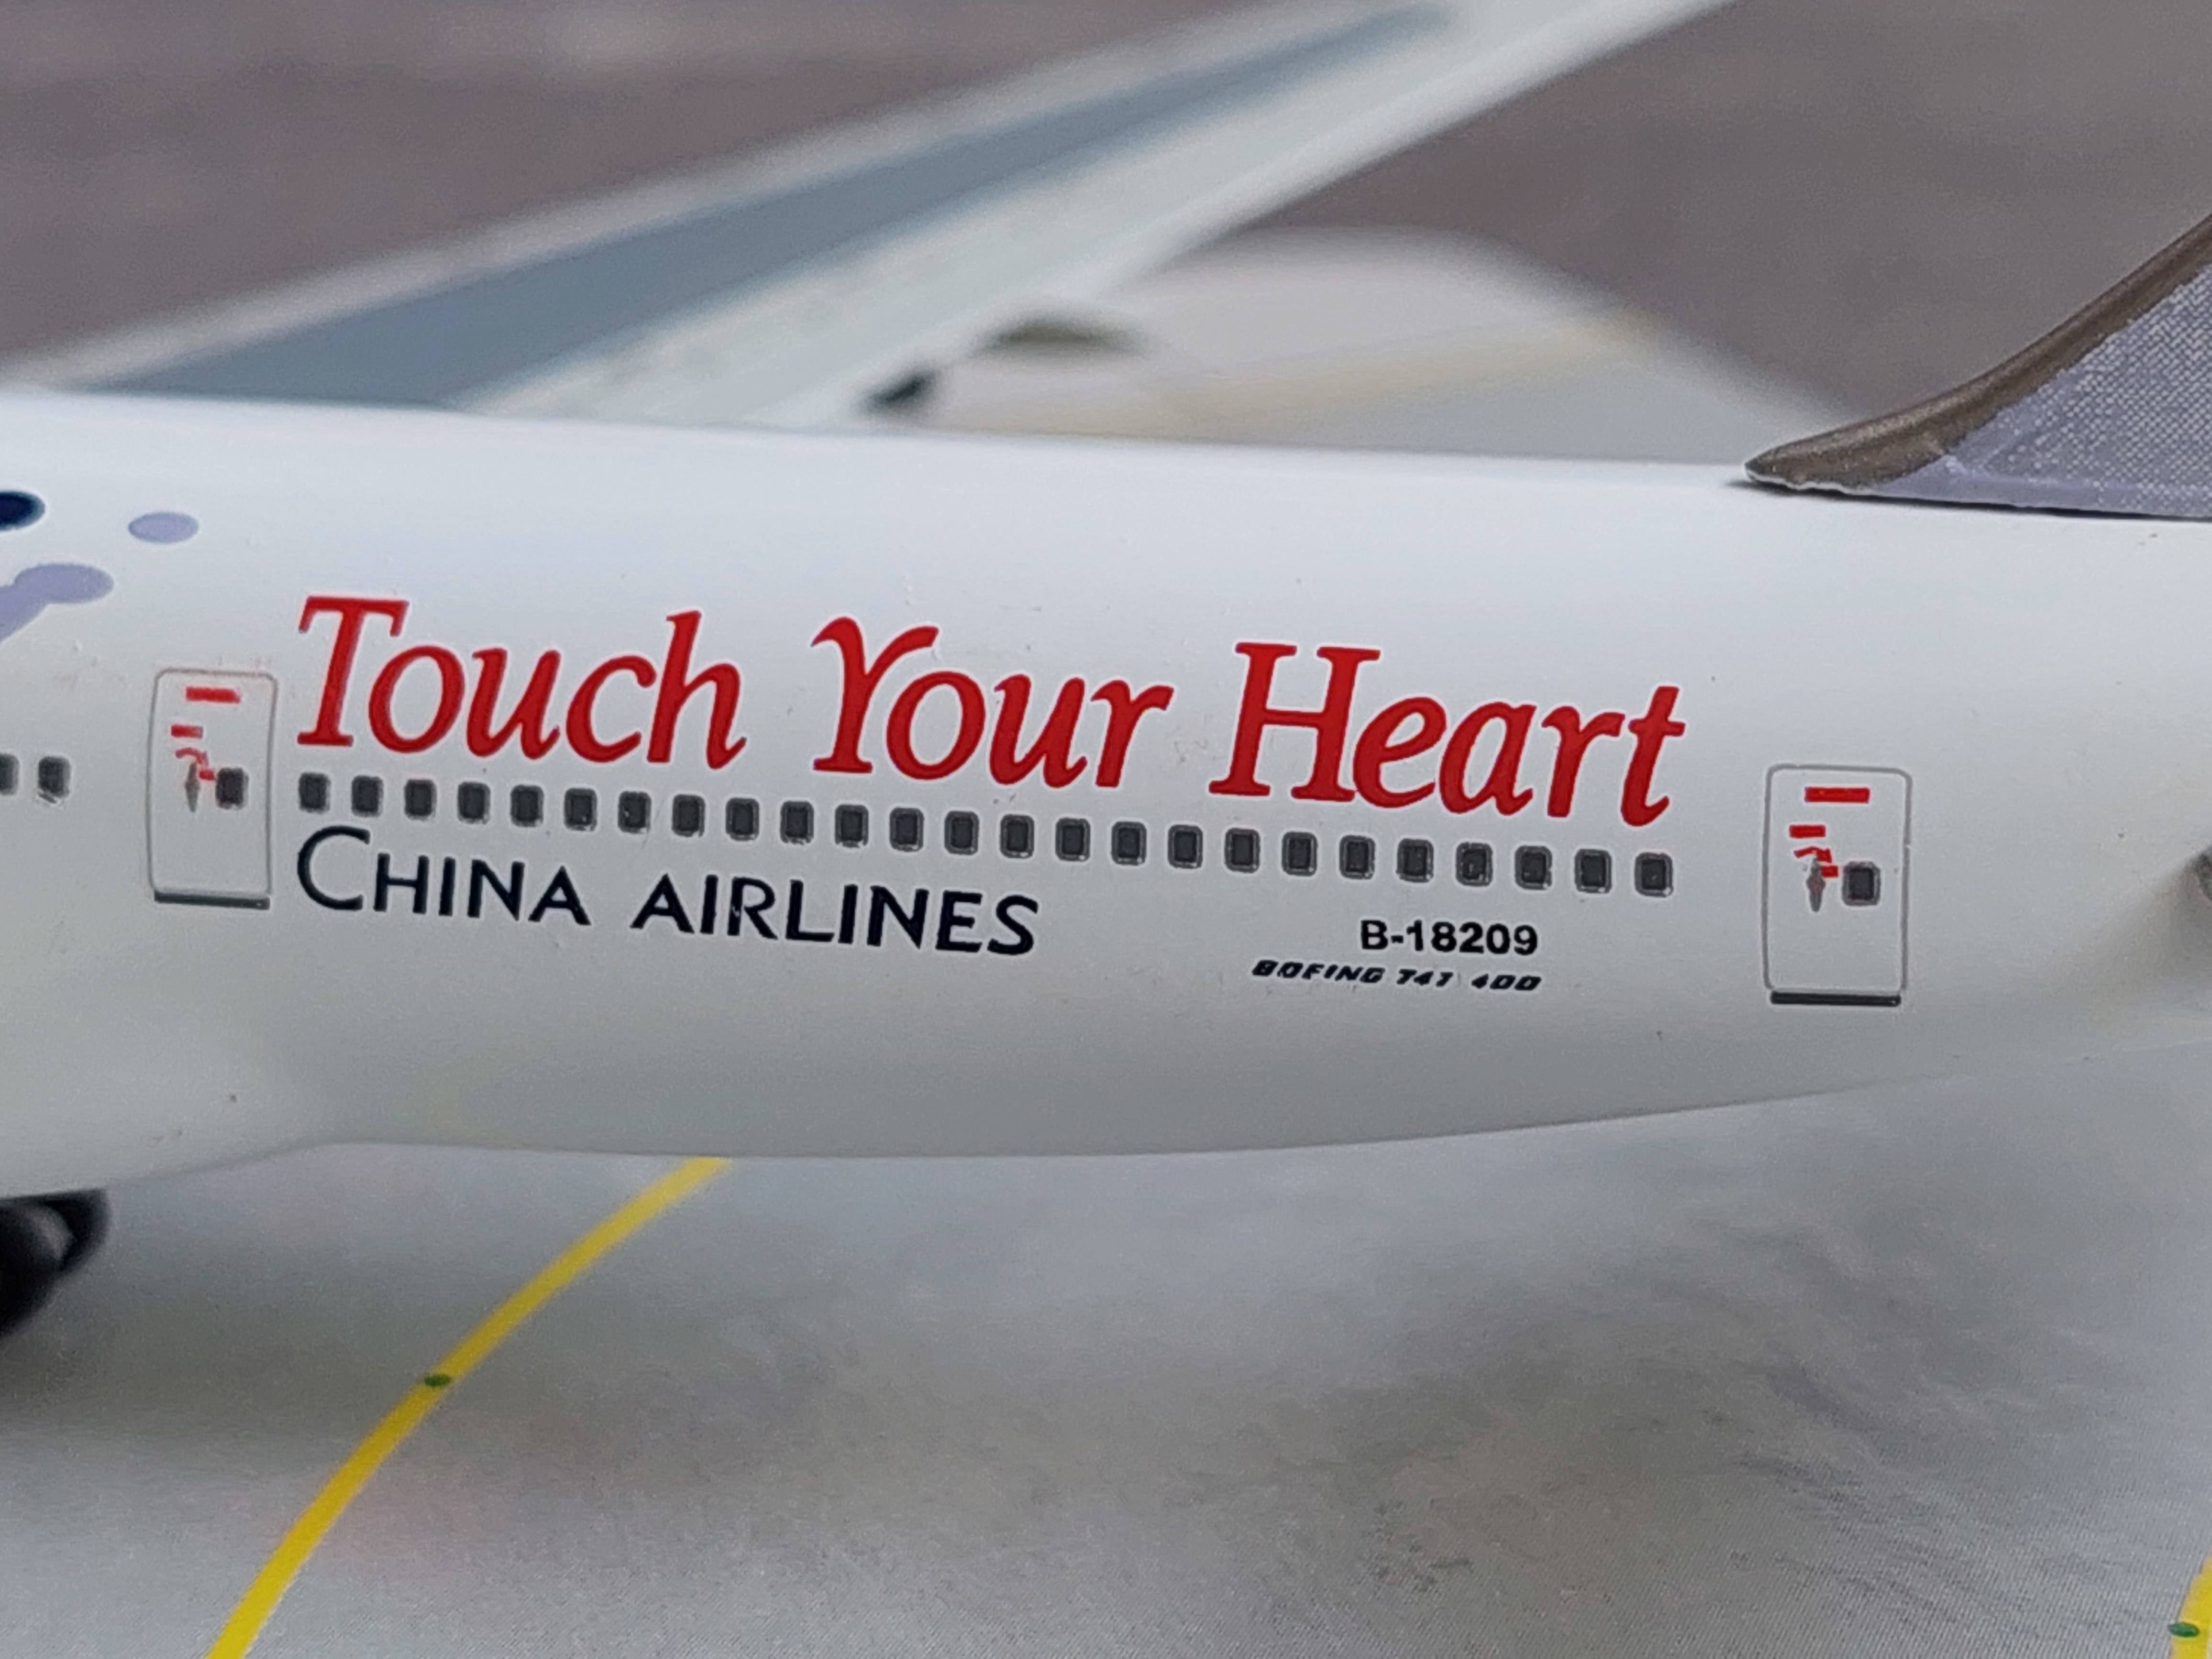 Touch Your Heart
CHINA AIRLINES
B-18209
BOEING 747 400